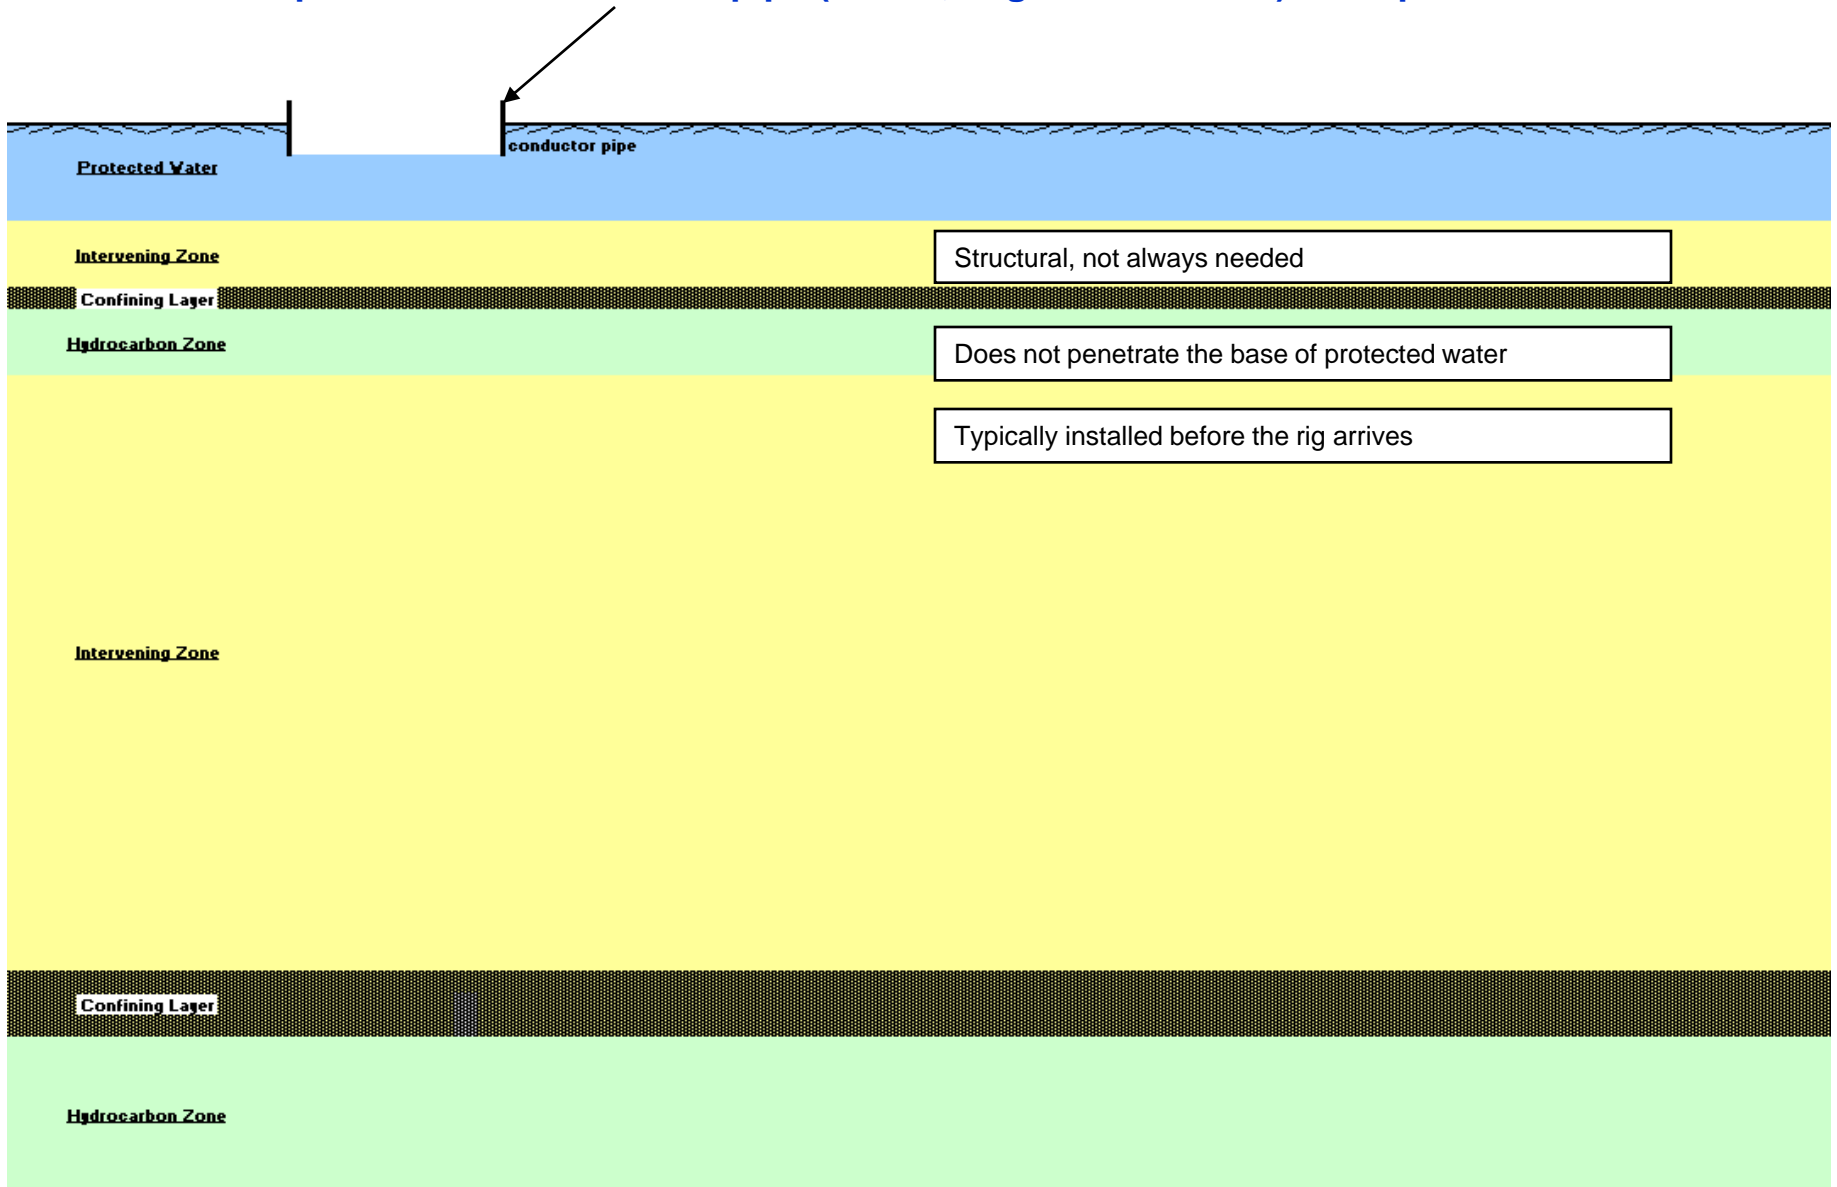 conductor pipe
Protected Water
Intervening Zone
Structural, not always needed
Confining Layer
Hydrocarbon Zone
Does not penetrate the base of protected water
Typically installed before the rig arrives
Intervening Zone
Confining Layer
Hydrocarbon Zone